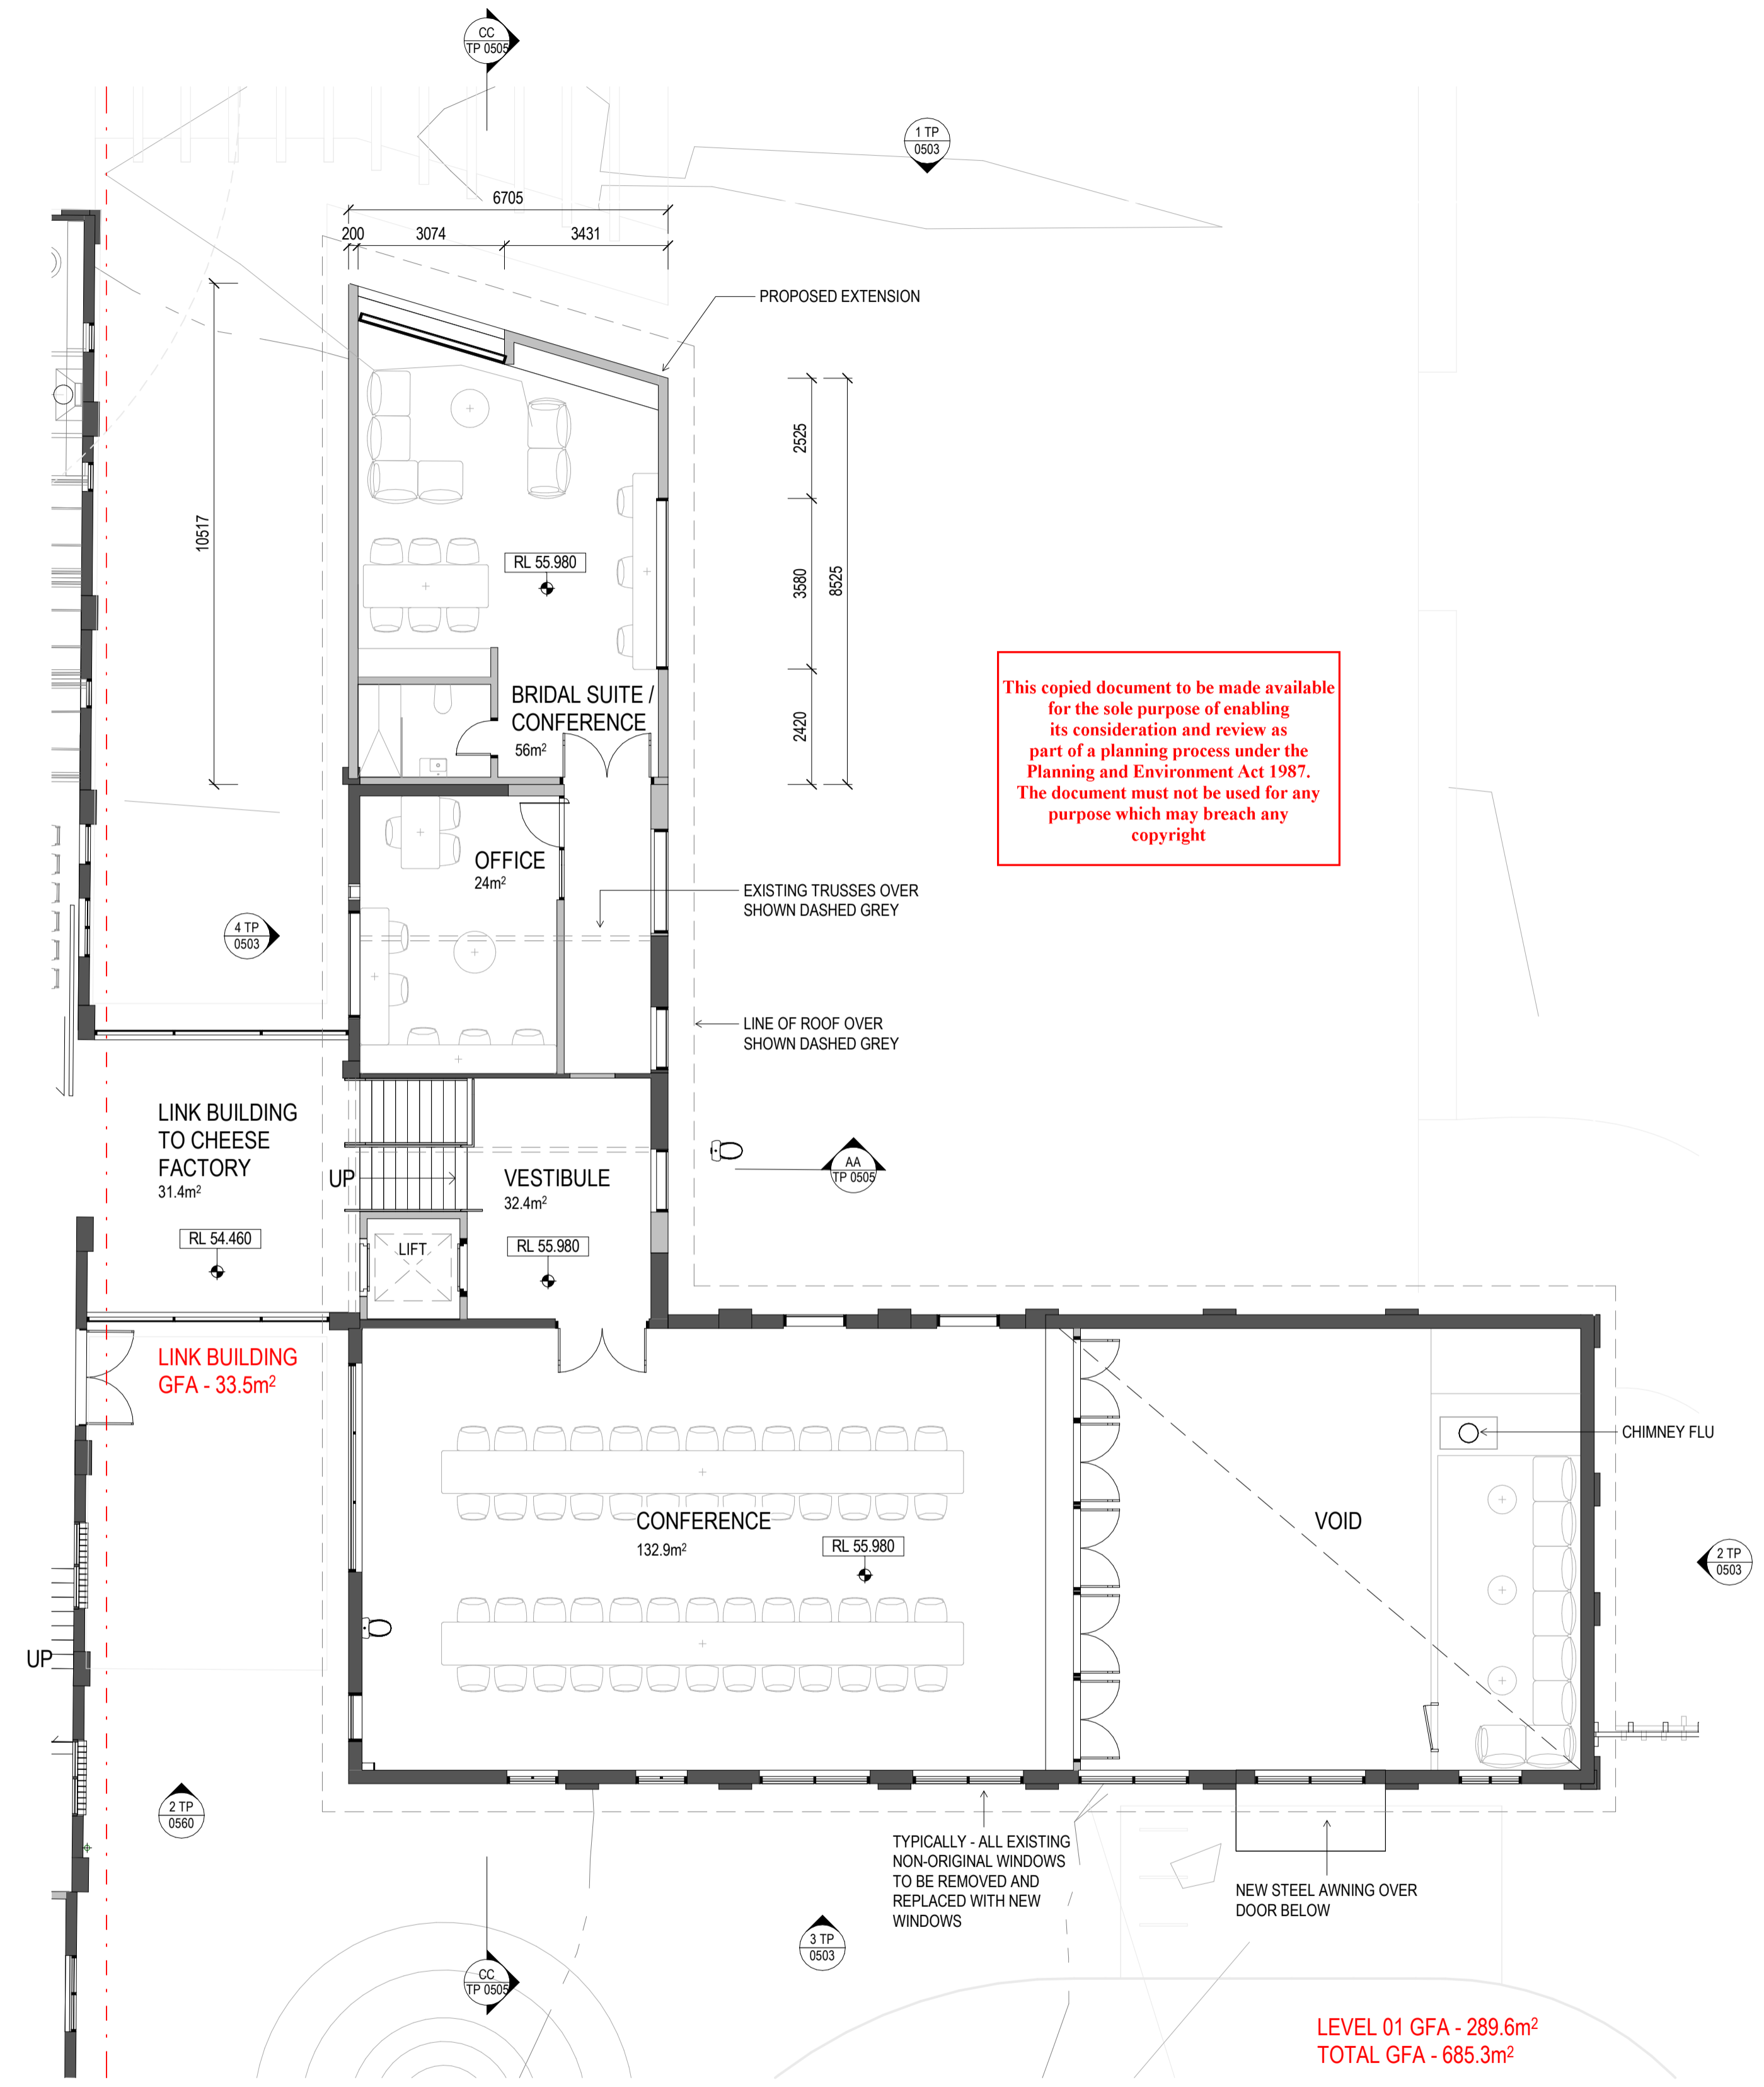 CC
TP 0505
1 TP
0503
6705
200
3074
3431
PROPOSED EXTENSION
10517
2525
3580
8525
2420
RL 55.980
BRIDAL SUITE /
CONFERENCE
56m²
This copied document to be made available
for the sole purpose of enabling
its consideration and review as
part of a planning process under the
Planning and Environment Act 1987.
The document must not be used for any
purpose which may breach any
copyright
OFFICE
24m²
EXISTING TRUSSES OVER
SHOWN DASHED GREY
4 TP
0503
LINE OF ROOF OVER
SHOWN DASHED GREY
LINK BUILDING
TO CHEESE
FACTORY
31.4m²
UP
VESTIBULE
32.4m²
AA
TP 0505
RL 54.460
LIFT
RL 55.980
LINK BUILDING
GFA - 33.5m²
CHIMNEY FLU
CONFERENCE
132.9m²
RL 55.980
VOID
2 TP
0503
UP
2 TP
0560
TYPICALLY - ALL EXISTING
NON-ORIGINAL WINDOWS
TO BE REMOVED AND
REPLACED WITH NEW
WINDOWS
NEW STEEL AWNING OVER
DOOR BELOW
3 TP
0503
CC
TP 0505
LEVEL 01 GFA - 289.6m²
TOTAL GFA - 685.3m²